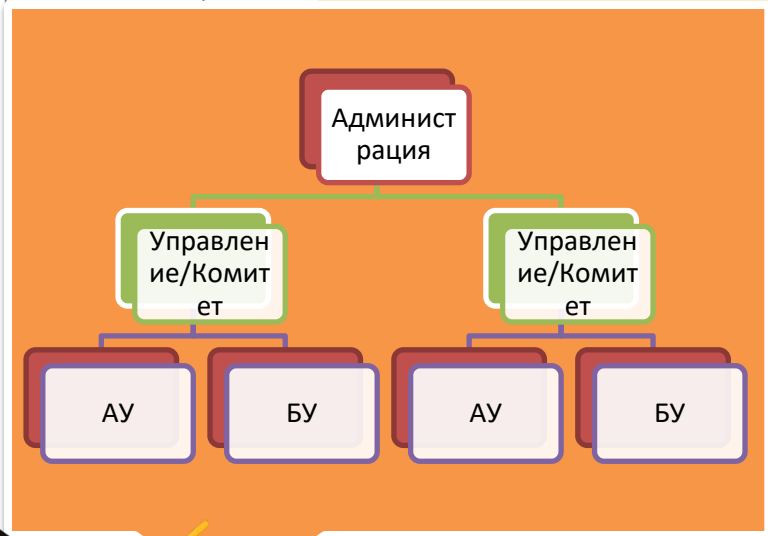 Админист
рация
Управлен
ие/Комит
ет
Управлен
ие/Комит
ет
АУ
БУ
АУ
БУ